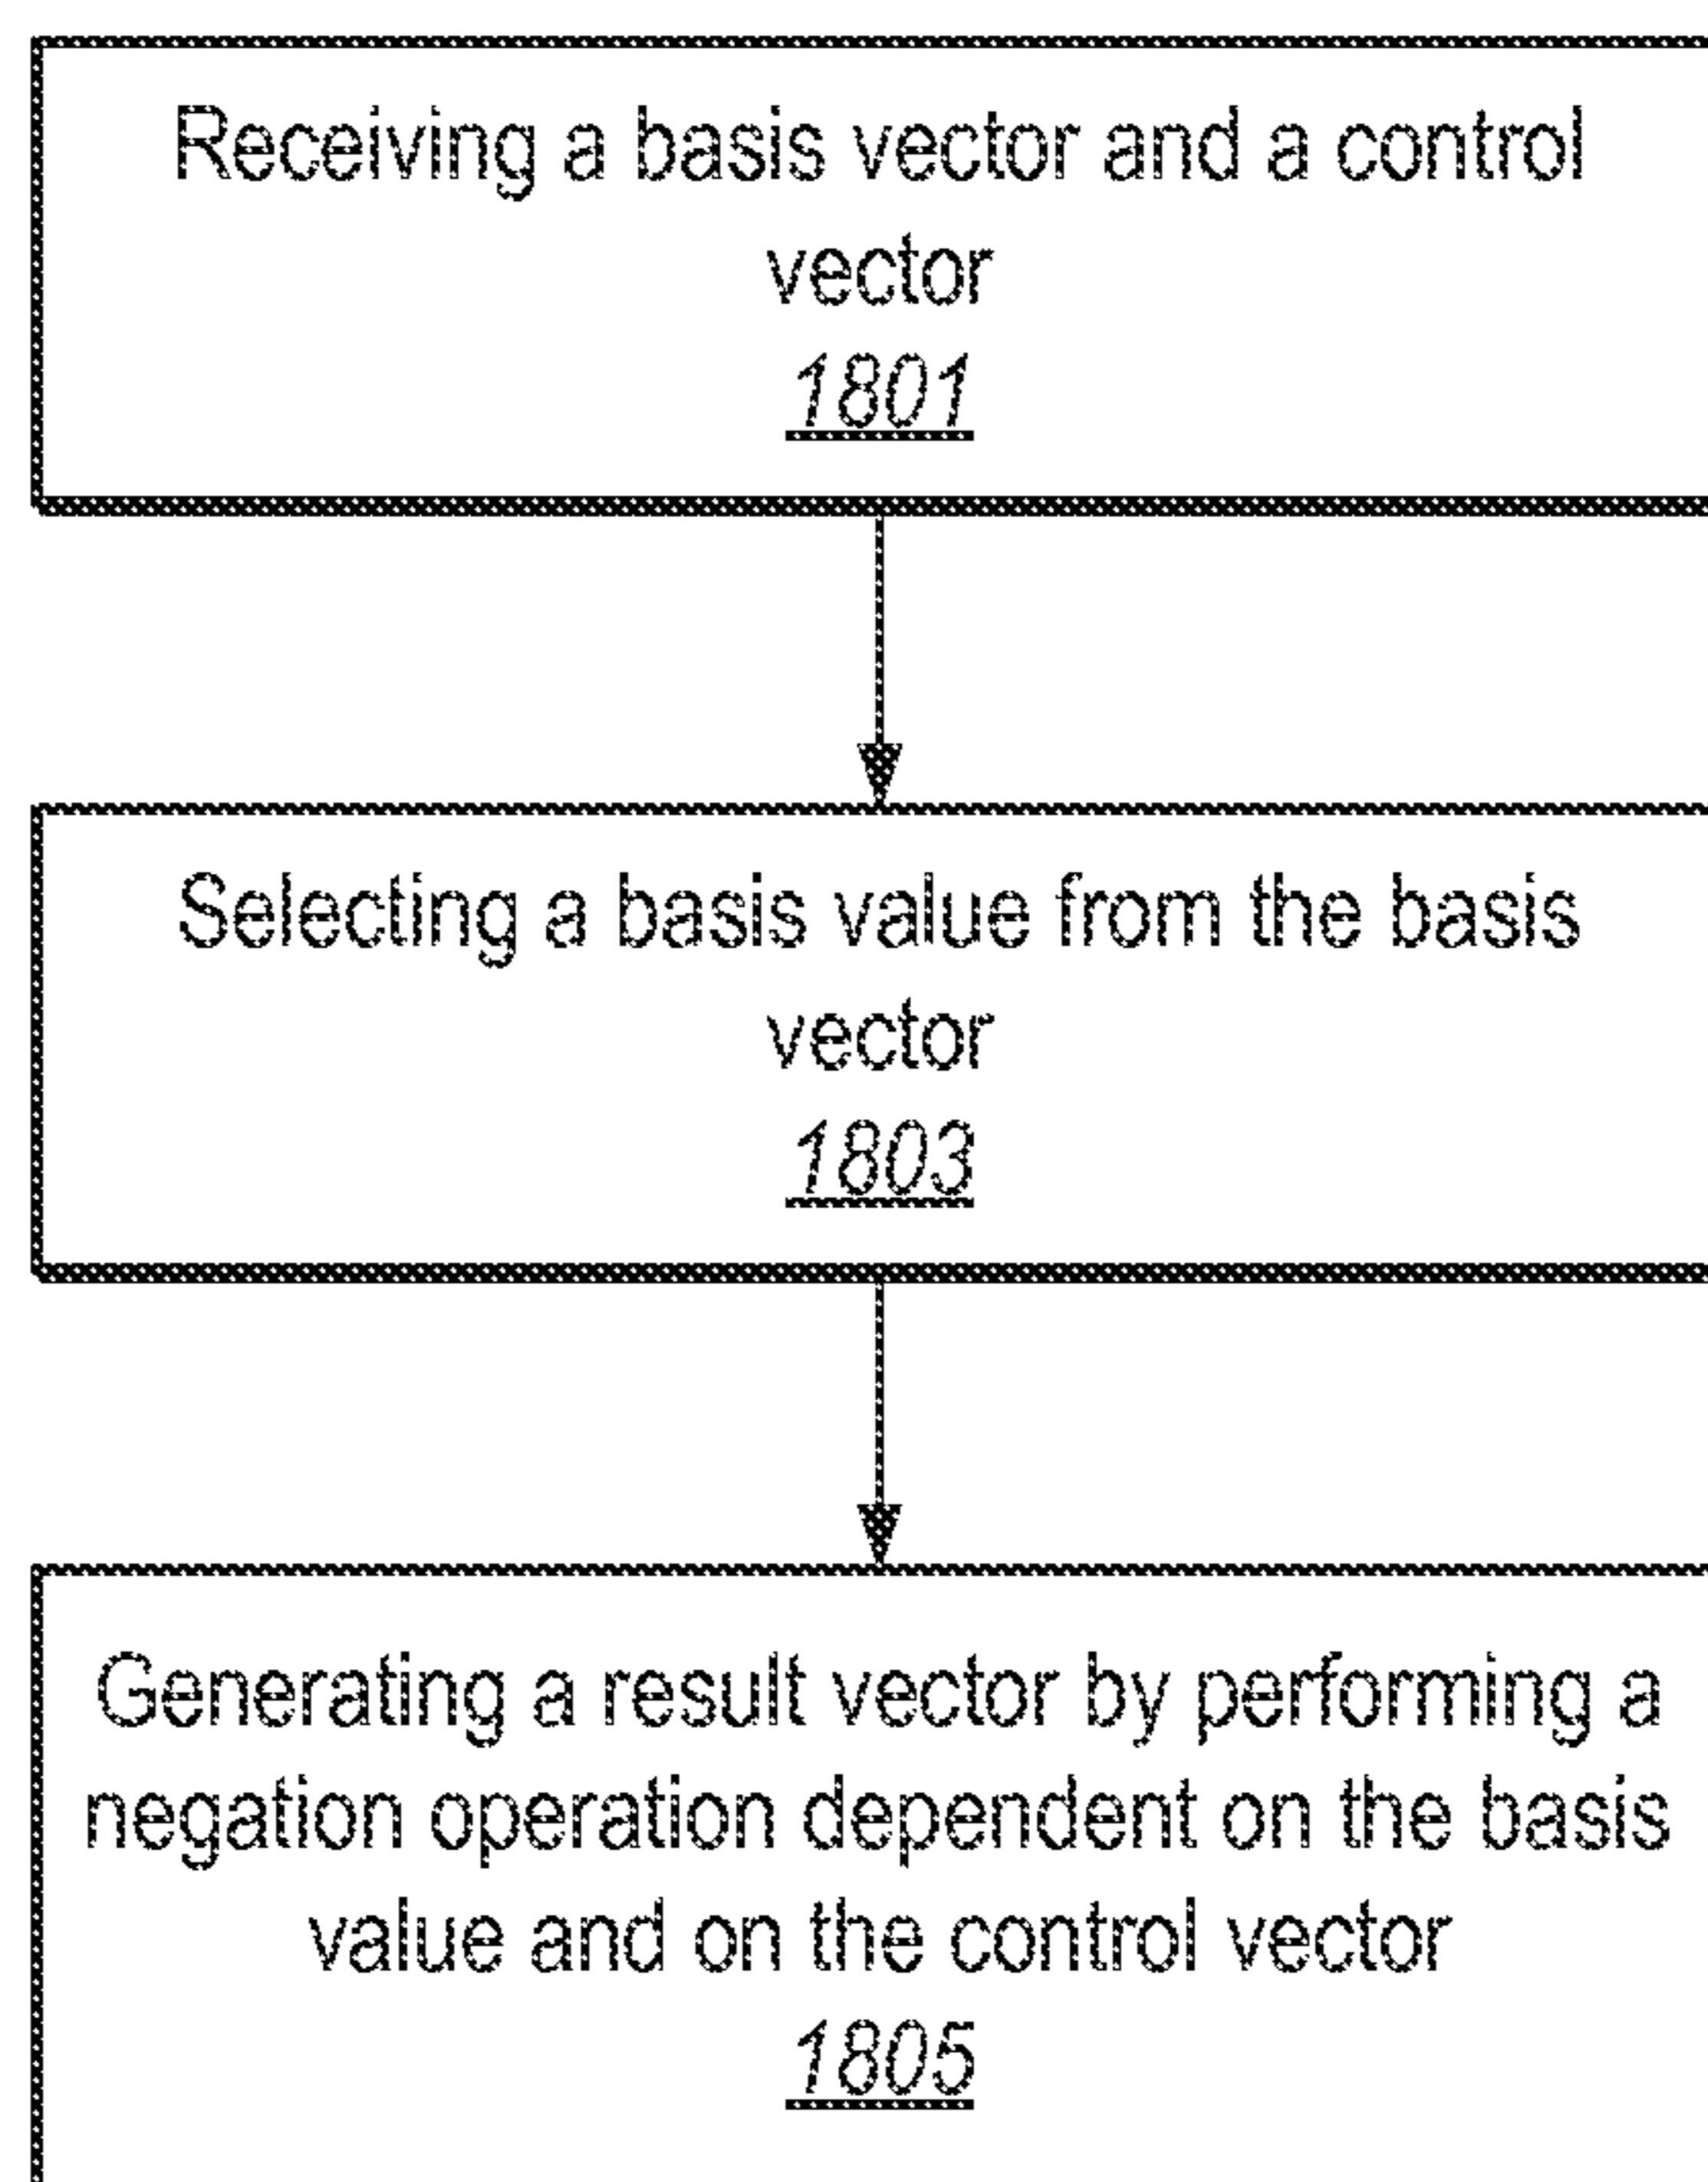 Receiving a basis vector and a control
vector
1801
Selecting a basis value from the basis
vector
1803
Generating a result vector by performing a
negation operation dependent on the basis
value and on the control vector
1805